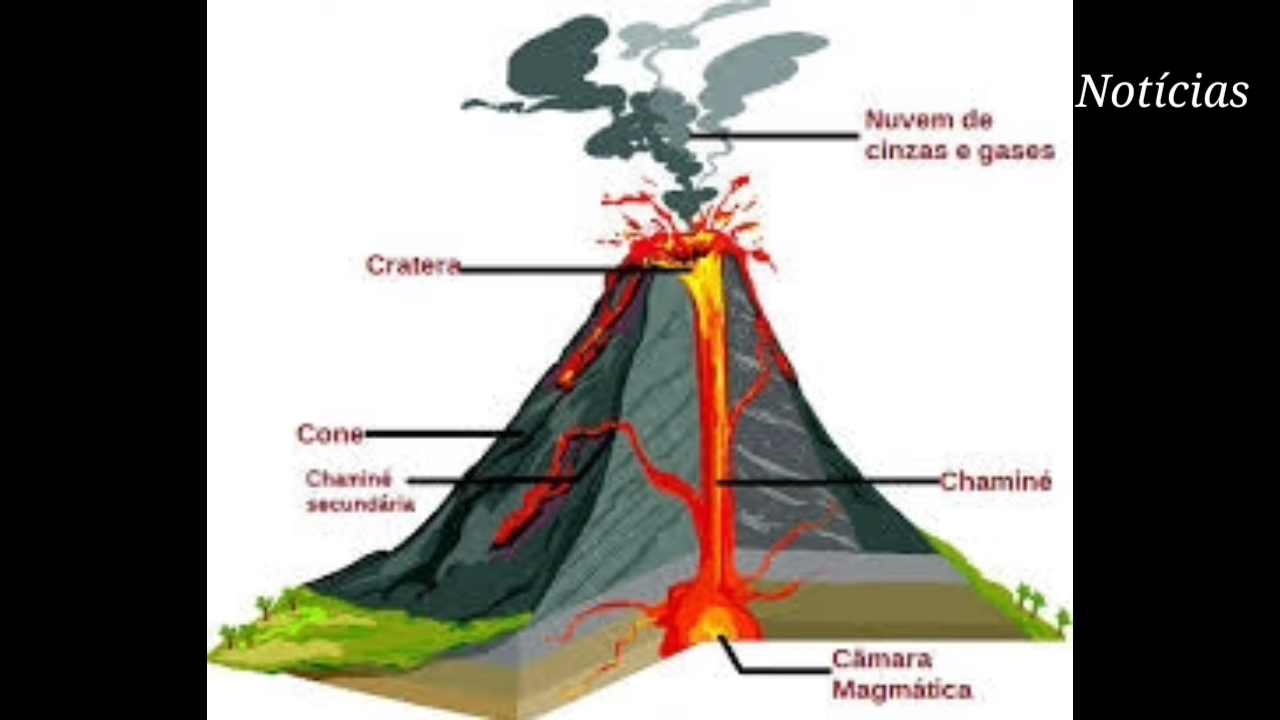 Notícias
Nuvem de
cinzas e gases
Cratera
Cone
Chaminé
secundária
Chaminé
Câmara
Magmática